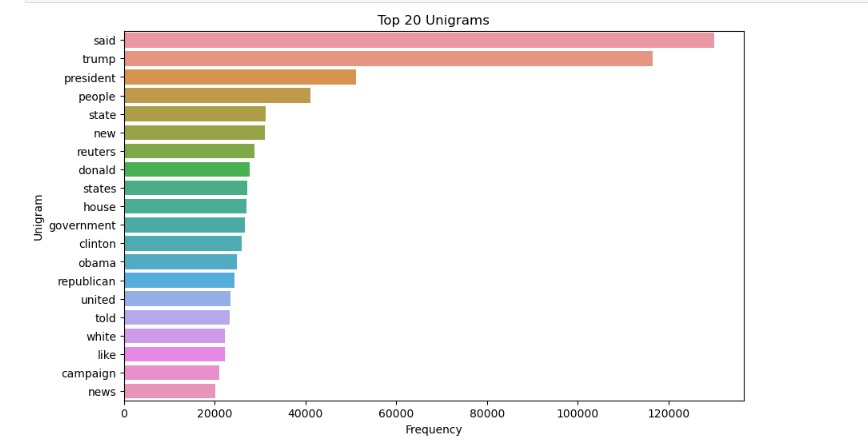 Top 20 Unigrams
said
trump
president
people
state
new
reuters
donald
states
house
government
clinton
obama
republican
united
told
white
like
campaign
news
Unigram
0 20000 40000 60000 80000 100000 120000
Frequency